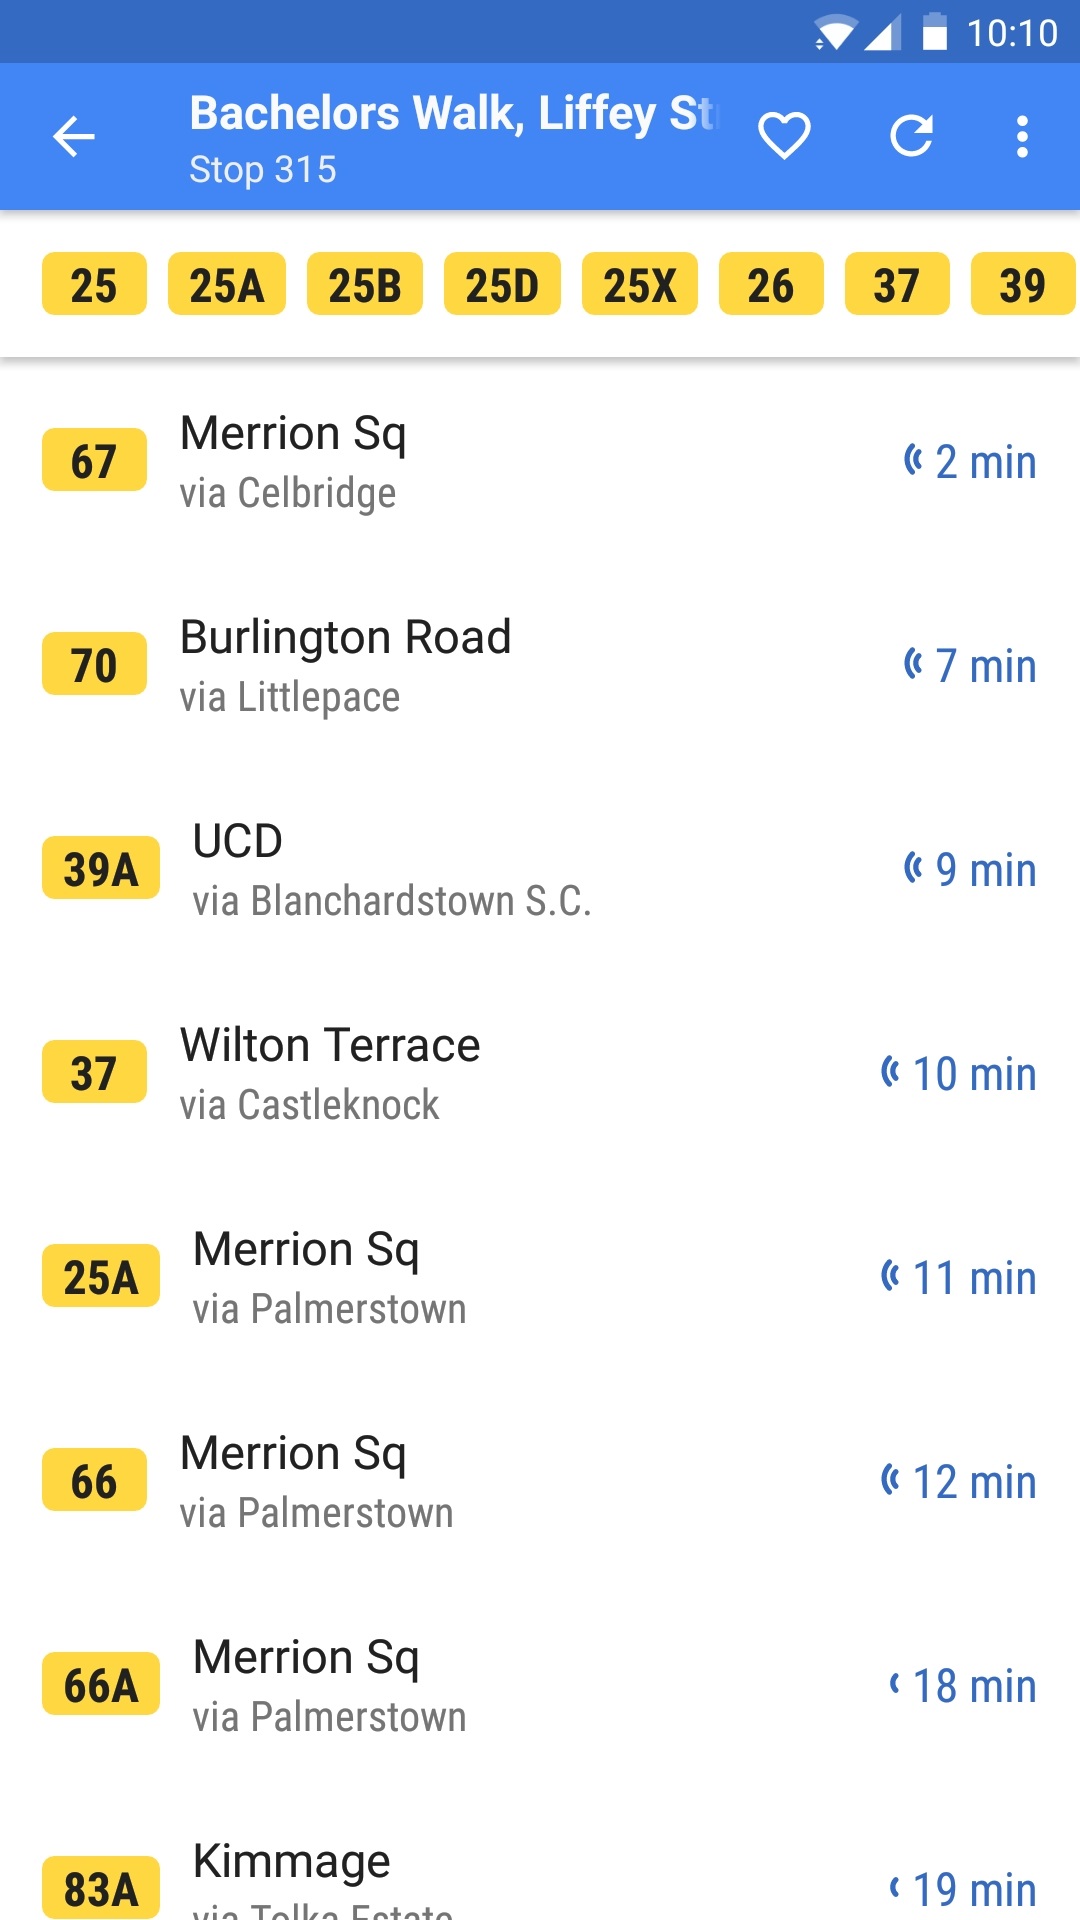 10:10
Bachelors Walk, Liffey St
Stop 315
25 25A 25B 25D 25X 26 37 39
67 Merrion Sq 2 min
via Celbridge
70 Burlington Road 7 min
via Littlepace
39A UCD 9 min
via Blanchardstown S.C.
37 Wilton Terrace 10 min
via Castleknock
25A Merrion Sq 11 min
via Palmerstown
66 Merrion Sq 12 min
via Palmerstown
66A Merrion Sq 18 min
via Palmerstown
83A Kimmage 19 min
via Tolka Estate